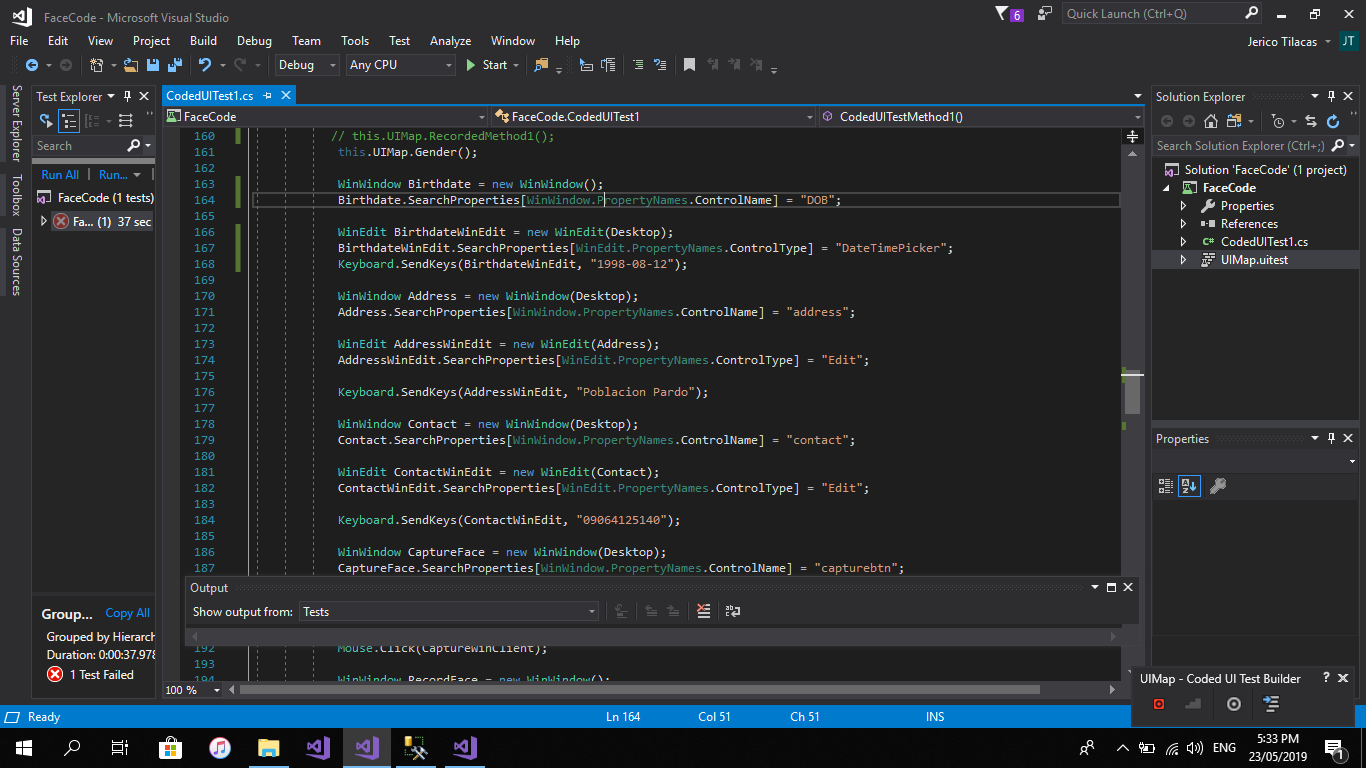 FaceCode - Microsoft Visual Studio
6
Quick Launch (Ctrl+Q)
File Edit View Project Build Debug Team Tools Test Analyze Window Help
Jerico Tilacas JT
Debug Any CPU Start
Server Explorer
Toolbox
Data Sources
Test Explorer
Search
Run All Run...
FaceCode (1 tests)
Fa... (1) 37 sec
Group... Copy All
Grouped by Hierarch
Duration: 0:00:37.978
1 Test Failed
CodedUITest1.cs
FaceCode FaceCode.CodedUITest1 CodedUITestMethod1()
160 // this.UIMap.RecordedMethod1();
161 this.UIMap.Gender();
162
163 WinWindow Birthdate = new WinWindow();
164 Birthdate.SearchProperties[WinWindow.PropertyNames.ControlName] = "DOB";
165
166 WinEdit BirthdateWinEdit = new WinEdit(Desktop);
167 BirthdateWinEdit.SearchProperties[WinEdit.PropertyNames.ControlType] = "DateTimePicker";
168 Keyboard.SendKeys(BirthdateWinEdit, "1998-08-12");
169
170 WinWindow Address = new WinWindow(Desktop);
171 Address.SearchProperties[WinWindow.PropertyNames.ControlName] = "address";
172
173 WinEdit AddressWinEdit = new WinEdit(Address);
174 AddressWinEdit.SearchProperties[WinEdit.PropertyNames.ControlType] = "Edit";
175
176 Keyboard.SendKeys(AddressWinEdit, "Poblacion Pardo");
177
178 WinWindow Contact = new WinWindow(Desktop);
179 Contact.SearchProperties[WinWindow.PropertyNames.ControlName] = "contact";
180
181 WinEdit ContactWinEdit = new WinEdit(Contact);
182 ContactWinEdit.SearchProperties[WinEdit.PropertyNames.ControlType] = "Edit";
183
184 Keyboard.SendKeys(ContactWinEdit, "09064125140");
185
186 WinWindow CaptureFace = new WinWindow(Desktop);
187 CaptureFace.SearchProperties[WinWindow.PropertyNames.ControlName] = "capturebtn";
Output
Show output from: Tests
192 Mouse.Click(CaptureWinClient);
193
194 WinWindow RecordFace = new WinWindow();
100 %
Solution Explorer
Search Solution Explorer (Ctrl+;)
Solution 'FaceCode' (1 project)
FaceCode
Properties
References
C# CodedUITest1.cs
UIMap.uitest
Properties
UIMap - Coded UI Test Builder ?
Ready Ln 164 Col 51 Ch 51 INS
ENG
5:33 PM
23/05/2019
1